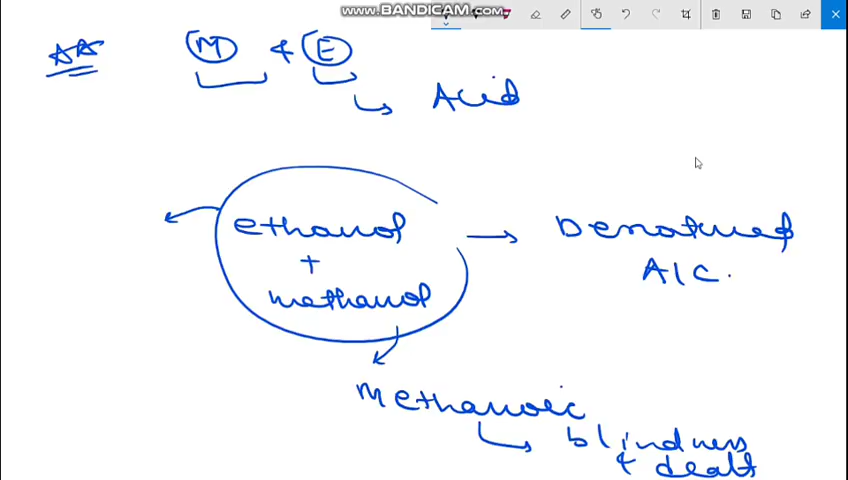 WWW.BANDICAM.COM
M & E
Acid
ethanol → Denatured
+ Alc.
methanol
Methanoic
blindness
& death